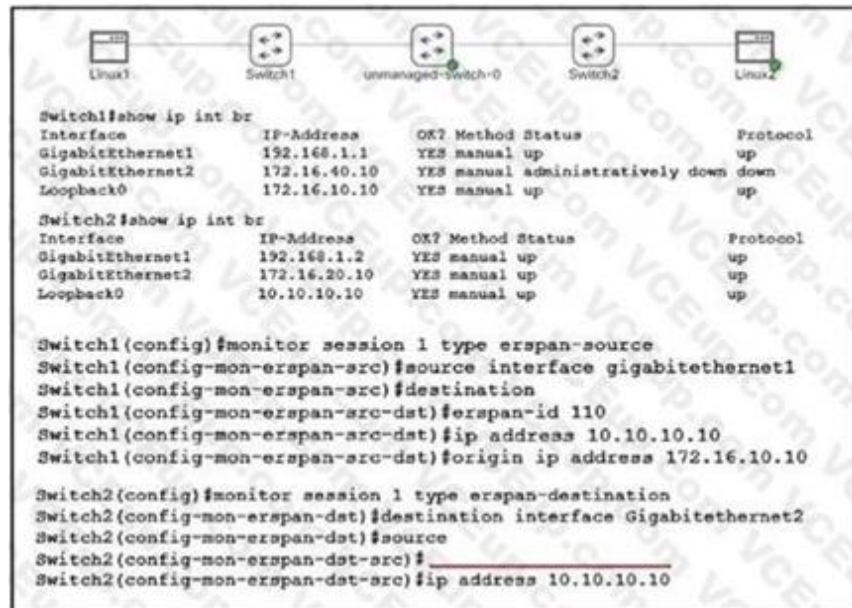 Linux1 Switch1 unmanaged-switch-0 Switch2 Linux2
Switch1#show ip int br
Interface IP-Address OK? Method Status Protocol
GigabitEthernet1 192.168.1.1 YES manual up up
GigabitEthernet2 172.16.40.10 YES manual administratively down down
Loopback0 172.16.10.10 YES manual up up
Switch2#show ip int br
Interface IP-Address OK? Method Status Protocol
GigabitEthernet1 192.168.1.2 YES manual up up
GigabitEthernet2 172.16.20.10 YES manual up up
Loopback0 10.10.10.10 YES manual up up
Switch1(config)#monitor session 1 type erspan-source
Switch1(config-mon-erspan-src)#source interface gigabitethernet1
Switch1(config-mon-erspan-src)#destination
Switch1(config-mon-erspan-src-dst)#erspan-id 110
Switch1(config-mon-erspan-src-dst)#ip address 10.10.10.10
Switch1(config-mon-erspan-src-dst)#origin ip address 172.16.10.10
Switch2(config)#monitor session 1 type erspan-destination
Switch2(config-mon-erspan-dst)#destination interface Gigabitethernet2
Switch2(config-mon-erspan-dst)#source
Switch2(config-mon-erspan-dst-src)#
Switch2(config-mon-erspan-dst-src)#ip address 10.10.10.10
VCEup.com